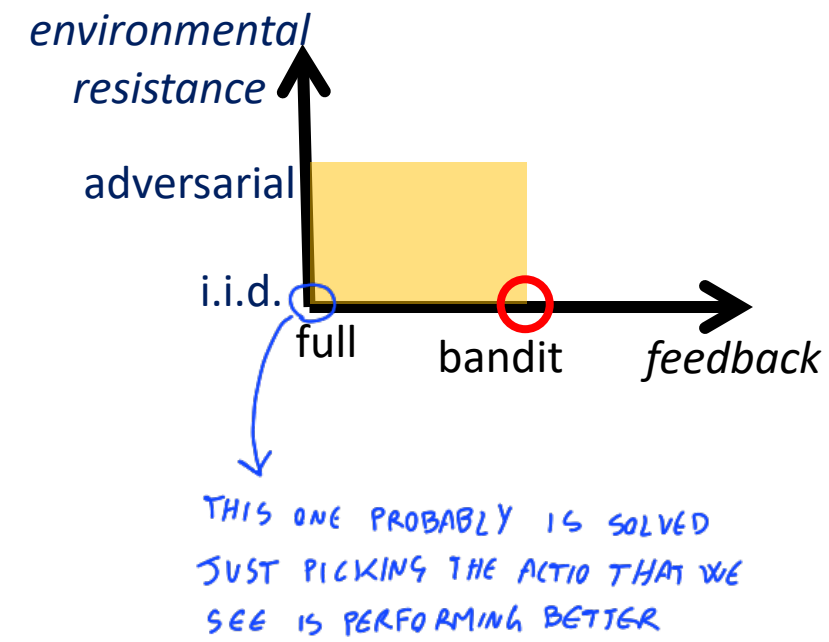 environmental
resistance
adversarial
i.i.d.
full
bandit
feedback
THIS ONE PROBABLY IS SOLVED
JUST PICKING THE ACTIO THAT WE
SEE IS PERFORMING BETTER